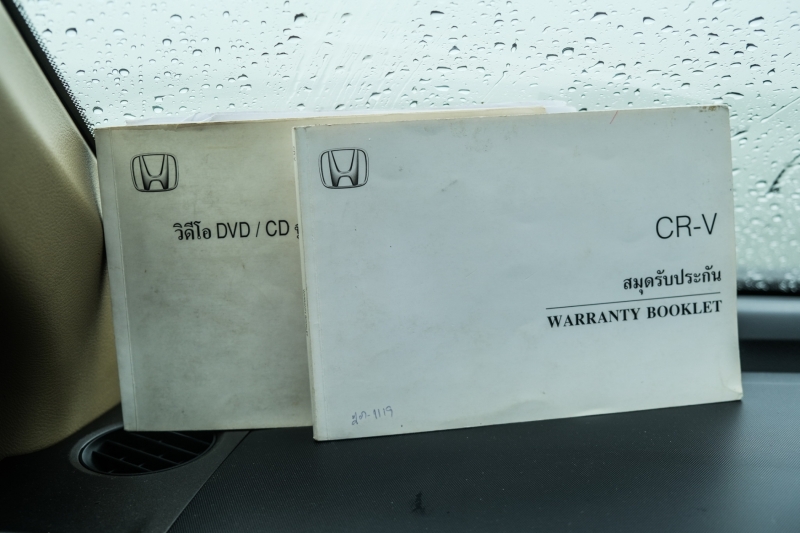 วิดีโอ DVD / CD
CR-V
สมุดรับประกัน
WARRANTY BOOKLET